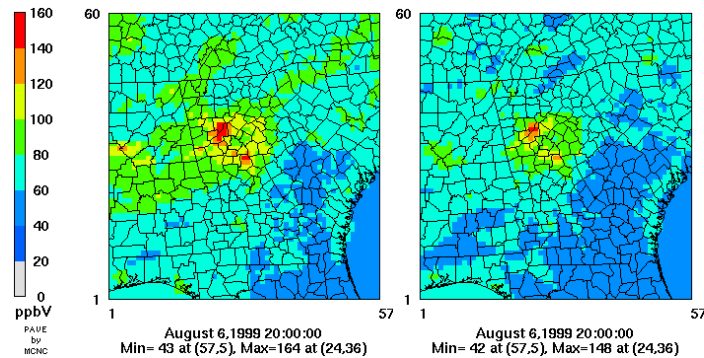 160
140
120
100
80
60
40
20
0
ppbV
PAVE
by
MCNC
60
1
1
57
August 6,1999 20:00:00
Min= 43 at (57,5), Max=164 at (24,36)
60
1
1
57
August 6,1999 20:00:00
Min= 42 at (57,5), Max=148 at (24,36)